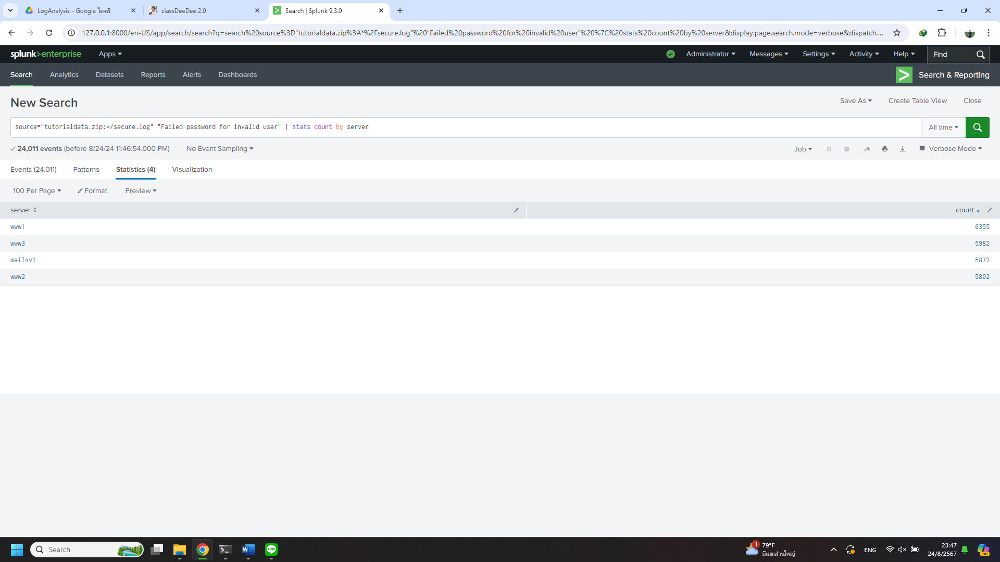 LogAnalysis - Google ไดรฟ์
classDeeDee 2.0
Search | Splunk 9.3.0
127.0.0.1:8000/en-US/app/search/search?q=search%20source%3D"tutorialdata.zip%3A*%2Fsecure.log"%20"Failed%20password%20for%20invalid%20user"%20%7C%20stats%20count%20by%20server&display.page.search.mode=verbose&dispatch....
splunk>enterprise
Apps
Administrator
Messages
Settings
Activity
Help
Find
Search
Analytics
Datasets
Reports
Alerts
Dashboards
Search & Reporting
New Search
Save As
Create Table View
Close
source="tutorialdata.zip:*/secure.log" "Failed password for invalid user" | stats count by server
All time
24,011 events (before 8/24/24 11:46:54.000 PM)
No Event Sampling
Job
Verbose Mode
Events (24,011)
Patterns
Statistics (4)
Visualization
100 Per Page
Format
Preview
server
count
www1
6355
www3
5982
mailsv1
5872
www2
5802
Search
1
79°F
มีเมฆส่วนใหญ่
ENG
23:47
24/8/2567
PRE
LINE
W